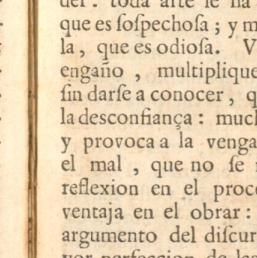 der: toda arte se ha
que es ſoſpechoſa; y m
la, que es odioſa. V
engaño, multiplique
ſin darſe a conocer, q
la deſconfiança: much
y provoca a la venga
el mal, que no ſe
reflexion en el proce
ventaja en el obrar:
argumento del diſcur